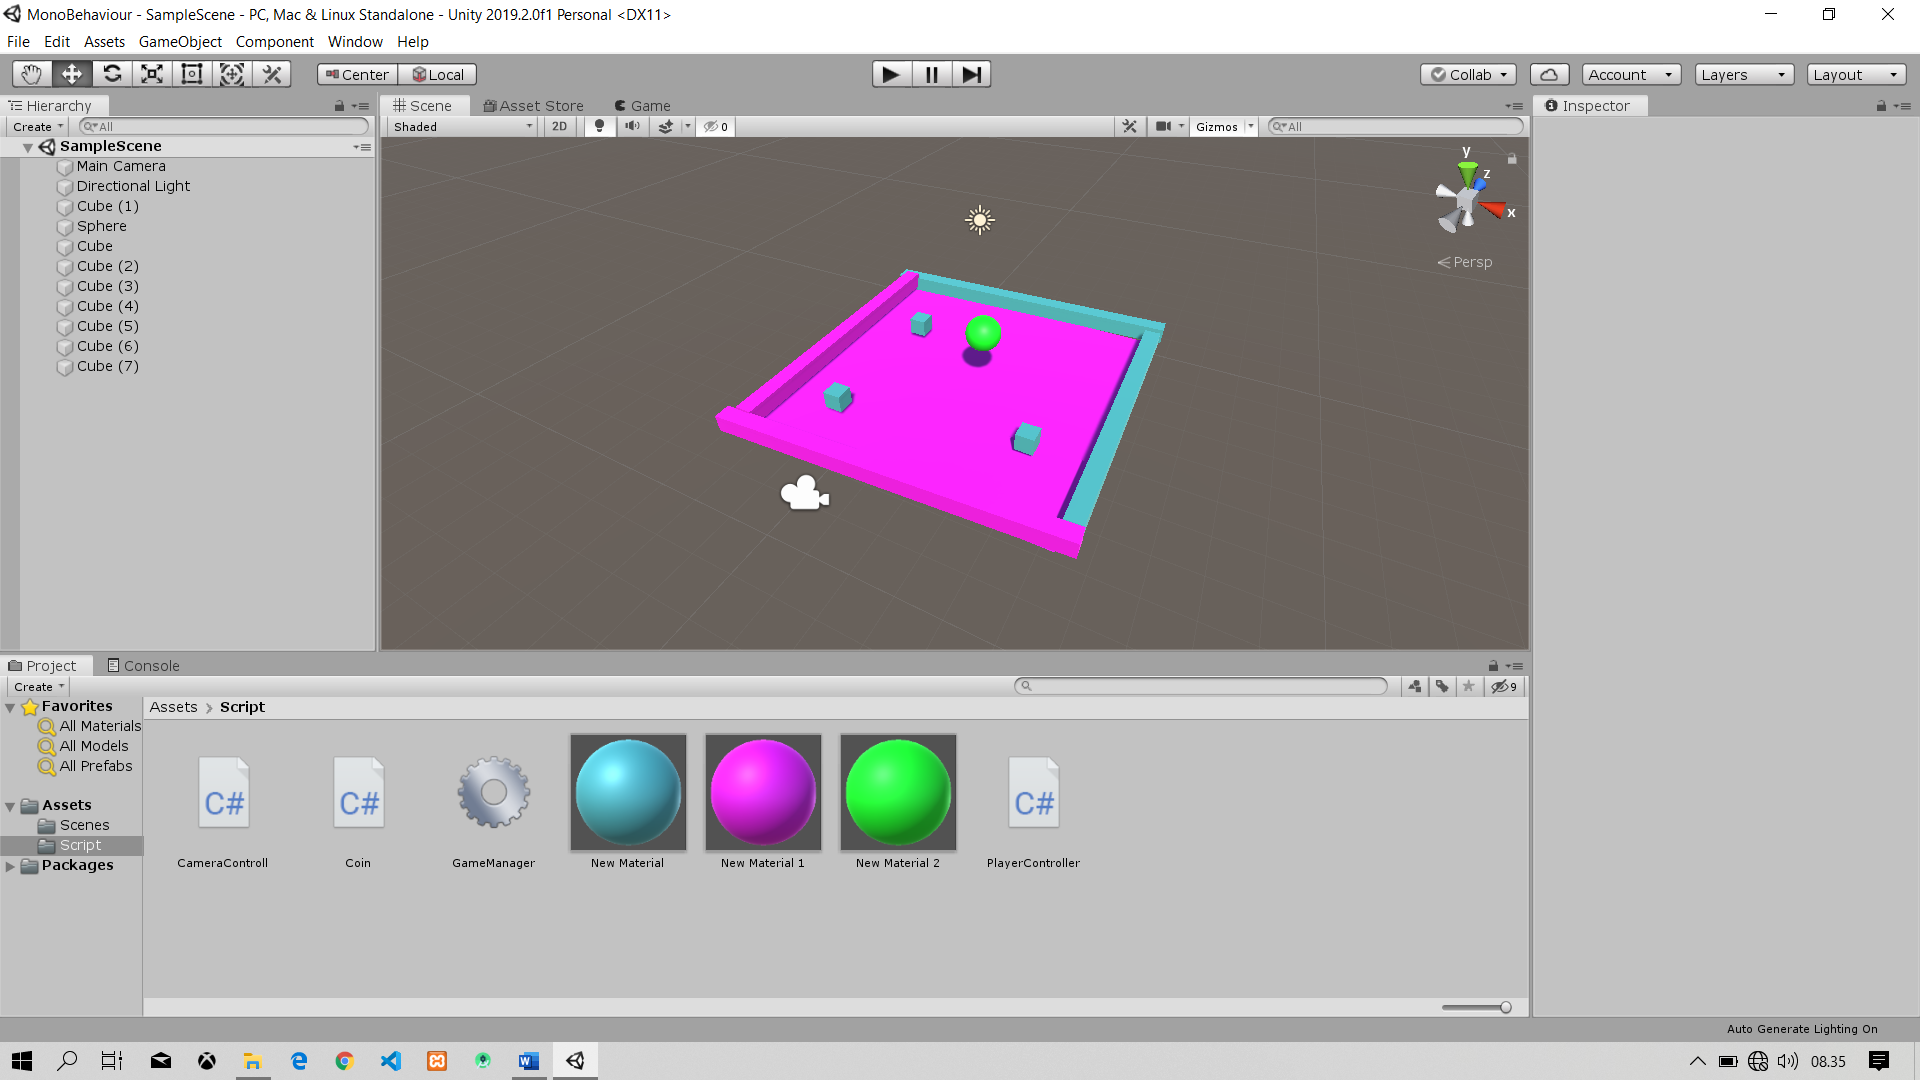 MonoBehaviour - SampleScene - PC, Mac & Linux Standalone - Unity 2019.2.0f1 Personal <DX11>
File Edit Assets GameObject Component Window Help
Center Local Collab Account Layers Layout
Hierarchy Scene Asset Store Game Inspector
Create All Shaded 2D 0 Gizmos All
SampleScene
Main Camera
Directional Light
Cube (1)
Sphere
Cube
Cube (2)
Cube (3)
Cube (4)
Cube (5)
Cube (6)
Cube (7)
y
z
x
Persp
Project Console
Create 9
Favorites
All Materials
All Models
All Prefabs
Assets
Scenes
Script
Packages
Assets > Script
C# C# C#
CameraControll Coin GameManager New Material New Material 1 New Material 2 PlayerController
Auto Generate Lighting On
08.35